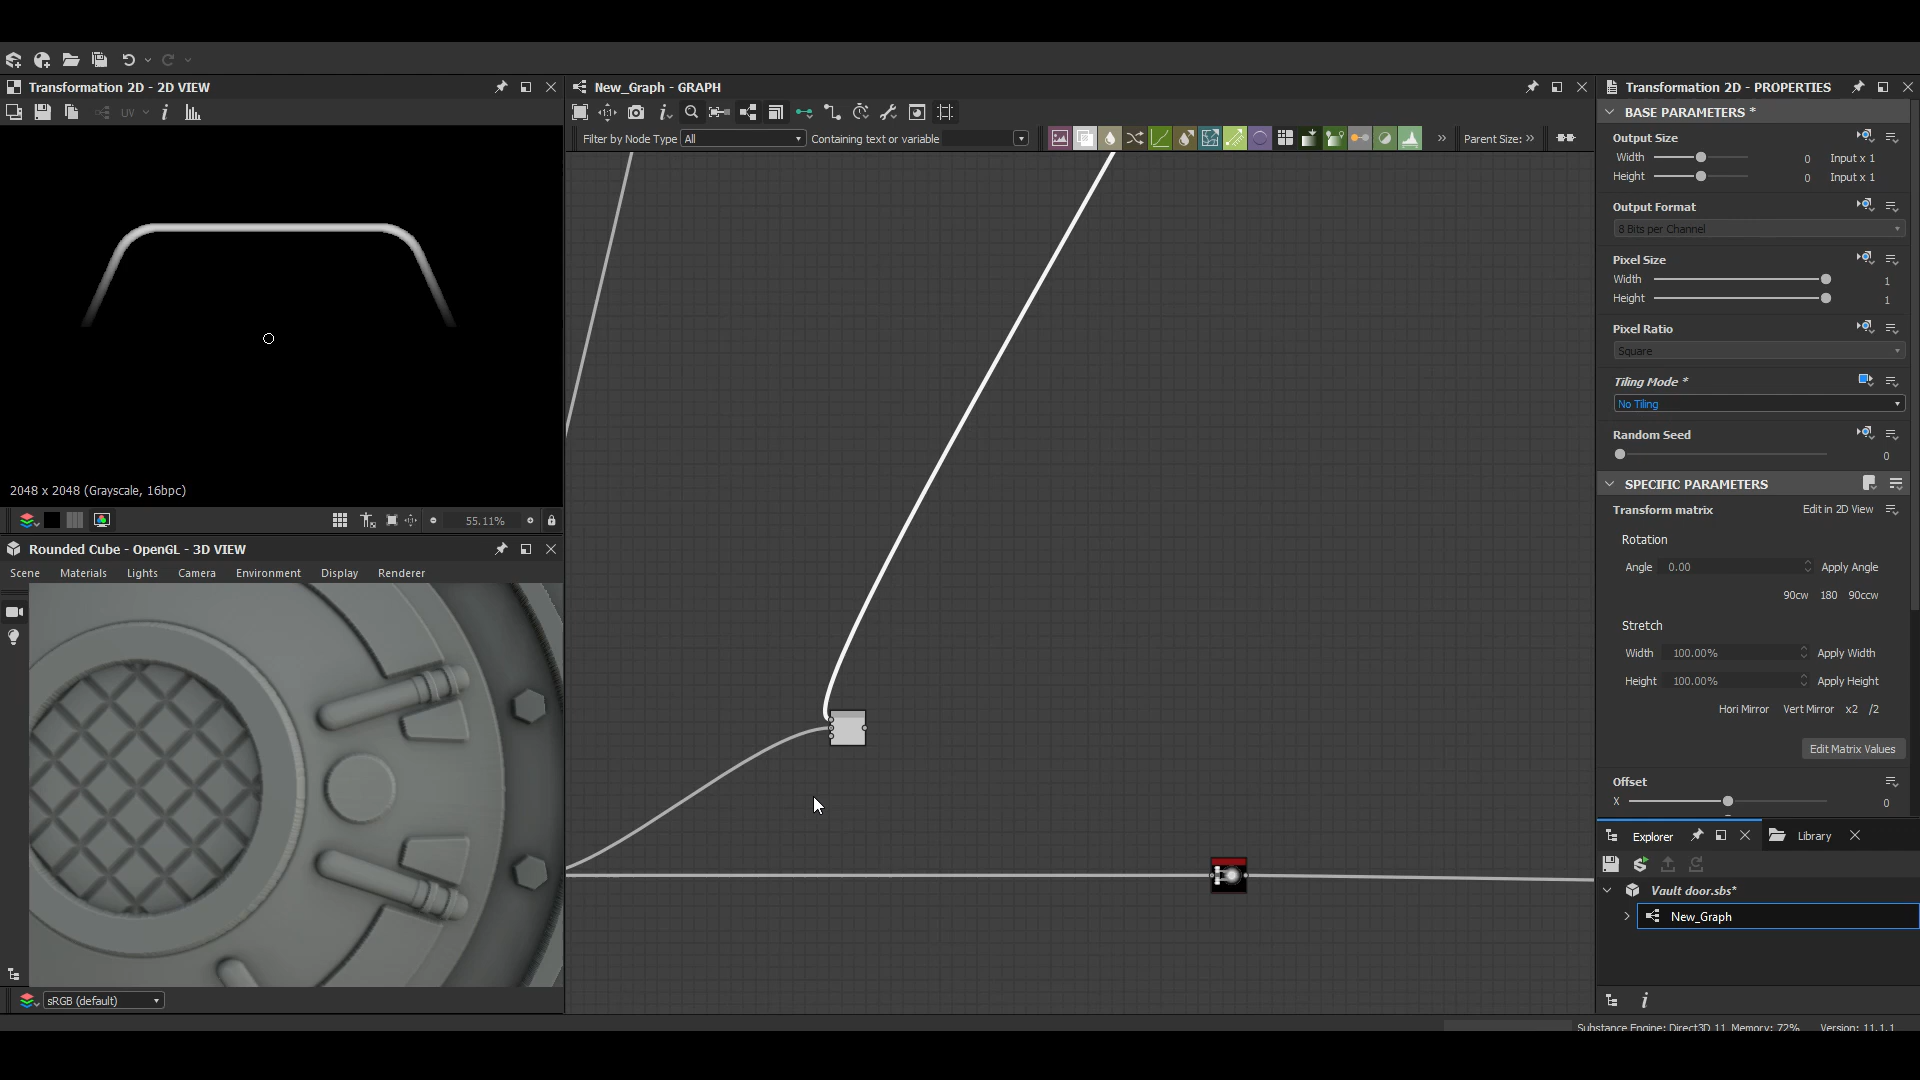 Transformation 2D - 2D VIEW
UV
2048 x 2048 (Grayscale, 16bpc)
55.11%
Rounded Cube - OpenGL - 3D VIEW
Scene Materials Lights Camera Environment Display Renderer
sRGB (default)
New_Graph - GRAPH
Filter by Node Type All Containing text or variable
Parent Size:
Transformation 2D - PROPERTIES
BASE PARAMETERS *
Output Size
Width 0 Input x 1
Height 0 Input x 1
Output Format
8 Bits per Channel
Pixel Size
Width 1
Height 1
Pixel Ratio
Square
Tiling Mode *
No Tiling
Random Seed
0
SPECIFIC PARAMETERS
Transform matrix Edit in 2D View
Rotation
Angle 0.00 Apply Angle
90cw 180 90ccw
Stretch
Width 100.00% Apply Width
Height 100.00% Apply Height
Hori Mirror Vert Mirror x2 /2
Edit Matrix Values
Offset
X 0
Explorer Library
Vault door.sbs*
New_Graph
Substance Engine: Direct3D 11 Memory: 72% Version: 11.1.1